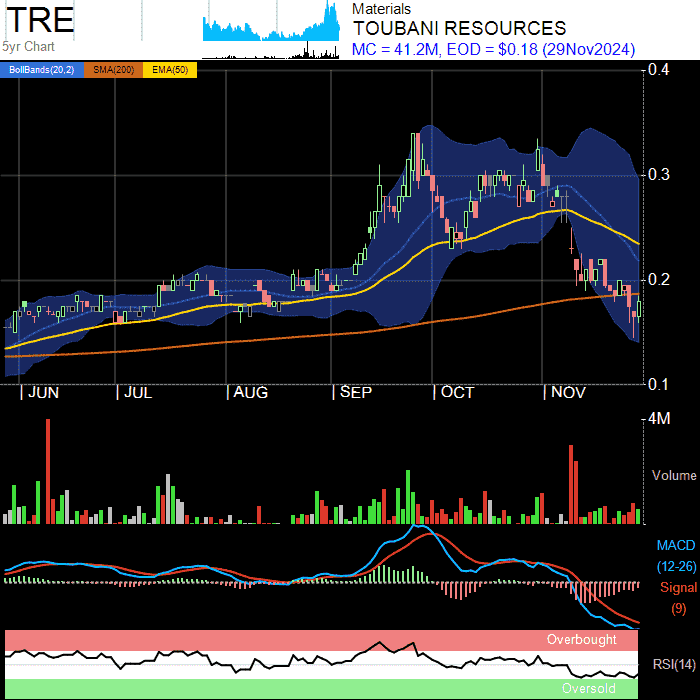 TRE
5yr Chart
Materials
TOUBANI RESOURCES
MC = 41.2M, EOD = $0.18 (29Nov2024)
BollBands(20,2) SMA(200) EMA(50)
0.4
0.3
0.2
0.1
JUN JUL AUG SEP OCT NOV
4M
Volume
MACD
(12-26)
Signal
(9)
Overbought
RSI(14)
Oversold